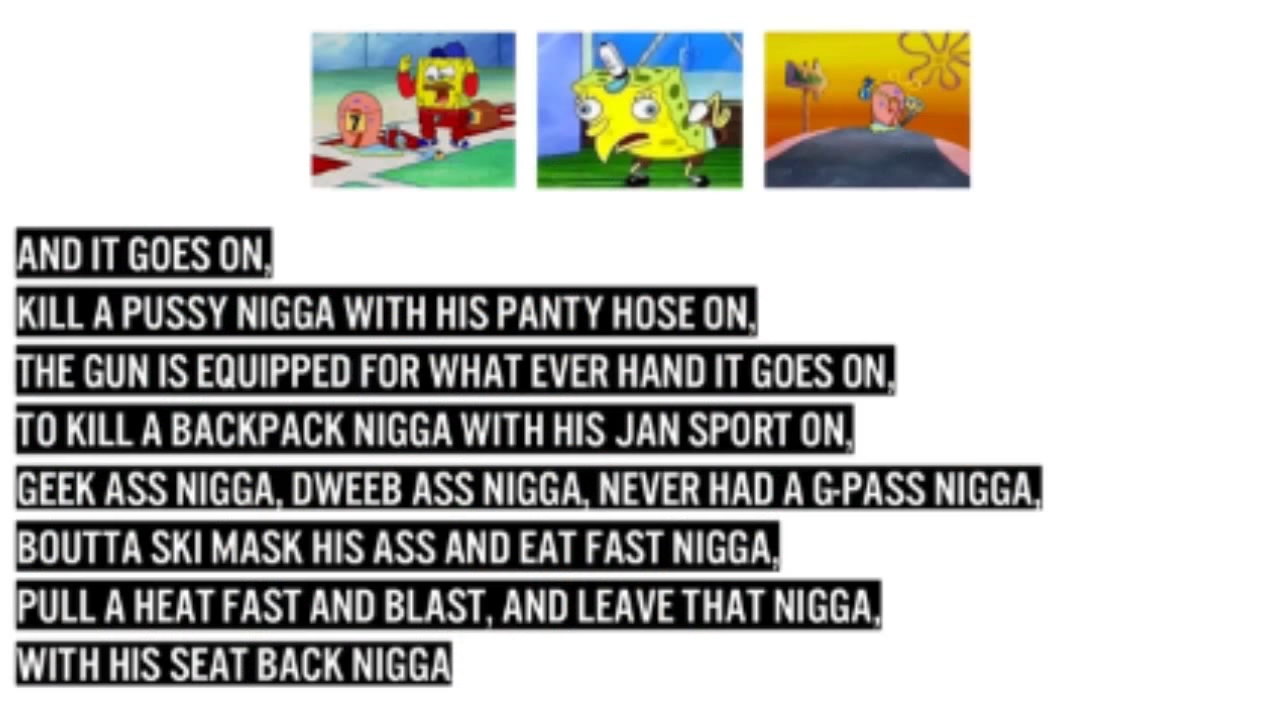 AND IT GOES ON,
KILL A PUSSY NIGGA WITH HIS PANTY HOSE ON,
THE GUN IS EQUIPPED FOR WHAT EVER HAND IT GOES ON,
TO KILL A BACKPACK NIGGA WITH HIS JAN SPORT ON,
GEEK ASS NIGGA, DWEEB ASS NIGGA, NEVER HAD A G-PASS NIGGA,
BOUTTA SKI MASK HIS ASS AND EAT FAST NIGGA,
PULL A HEAT FAST AND BLAST, AND LEAVE THAT NIGGA,
WITH HIS SEAT BACK NIGGA